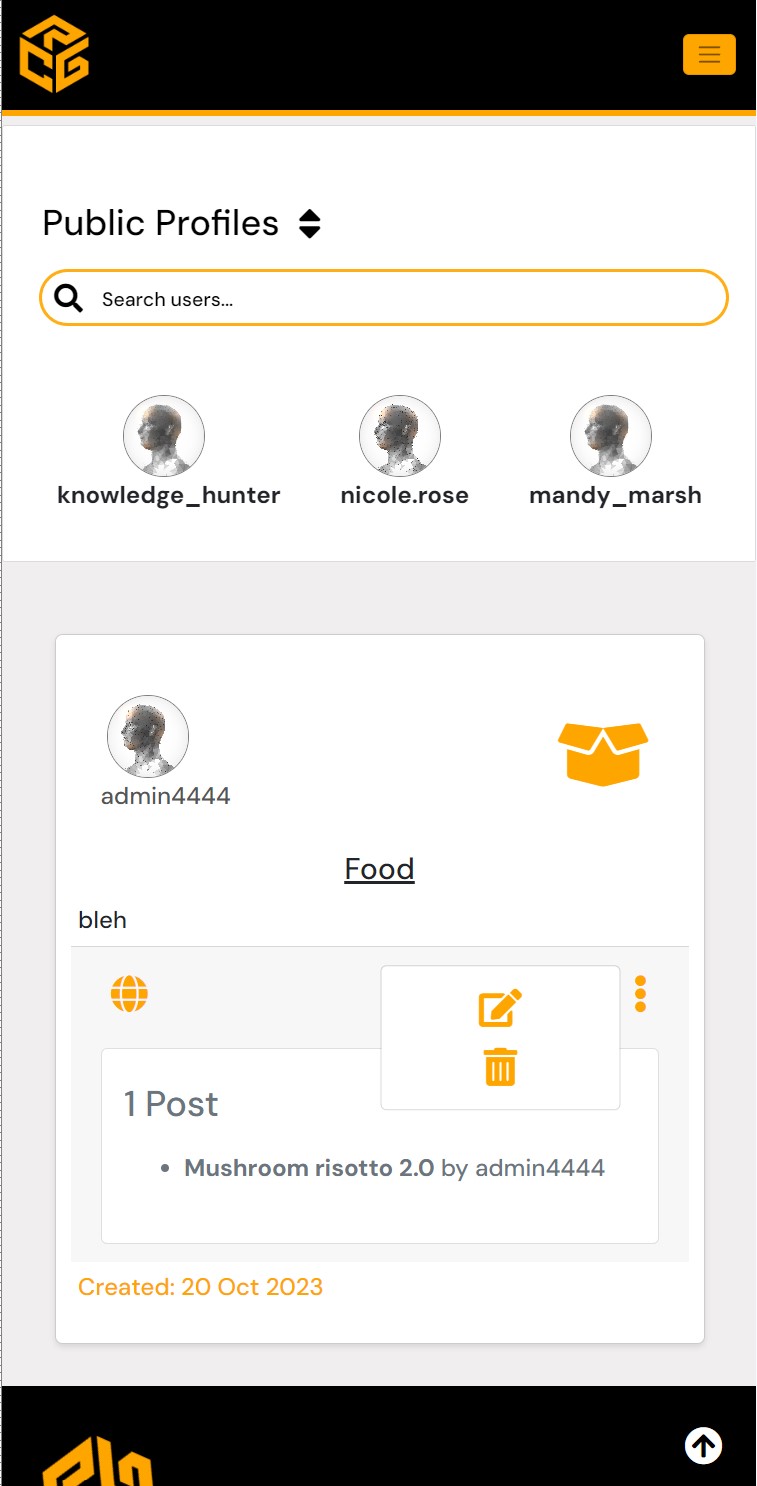 Public Profiles
Search users...
knowledge_hunter nicole.rose mandy_marsh
admin4444
Food
bleh
1 Post
• Mushroom risotto 2.0 by admin4444
Created: 20 Oct 2023